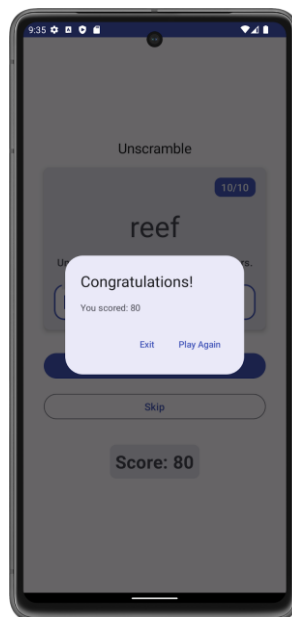 9:35
Unscramble
10/10
reef
Congratulations!
You scored: 80
Exit Play Again
Skip
Score: 80